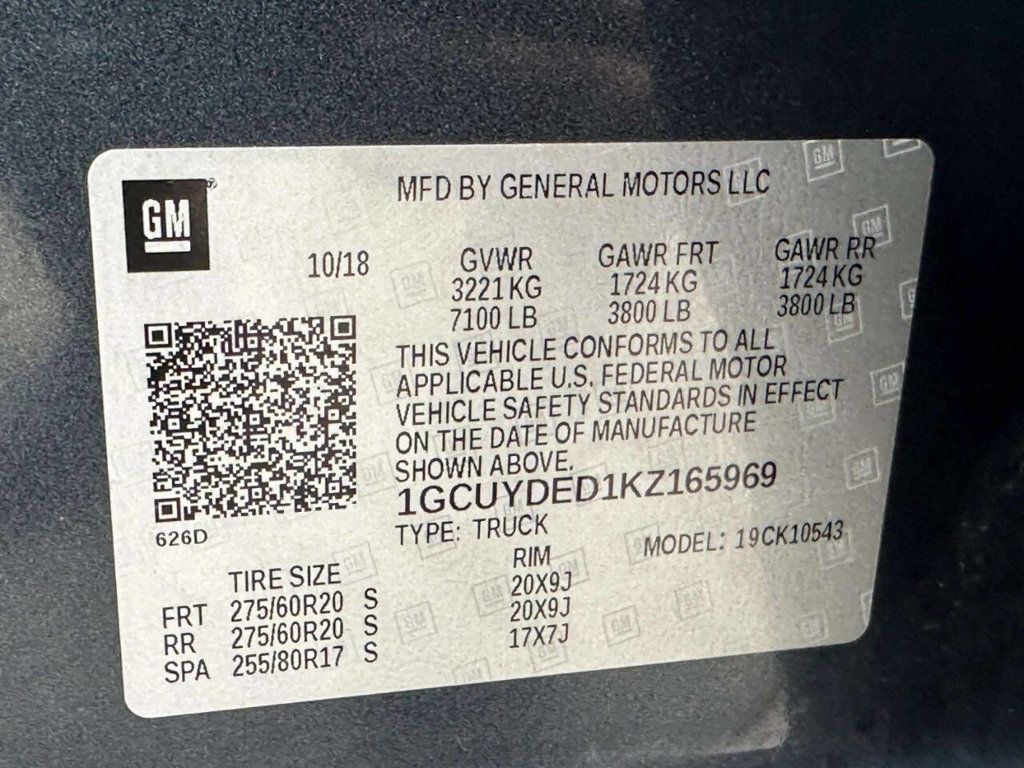 GM
MFD BY GENERAL MOTORS LLC
10/18
GVWR GAWR FRT GAWR RR
3221 KG 1724 KG 1724 KG
7100 LB 3800 LB 3800 LB
THIS VEHICLE CONFORMS TO ALL
APPLICABLE U.S. FEDERAL MOTOR
VEHICLE SAFETY STANDARDS IN EFFECT
ON THE DATE OF MANUFACTURE
SHOWN ABOVE.
1GCUYDED1KZ165969
626D
TYPE: TRUCK MODEL: 19CK10543
TIRE SIZE RIM
FRT 275/60R20 S 20X9J
RR 275/60R20 S 20X9J
SPA 255/80R17 S 17X7J